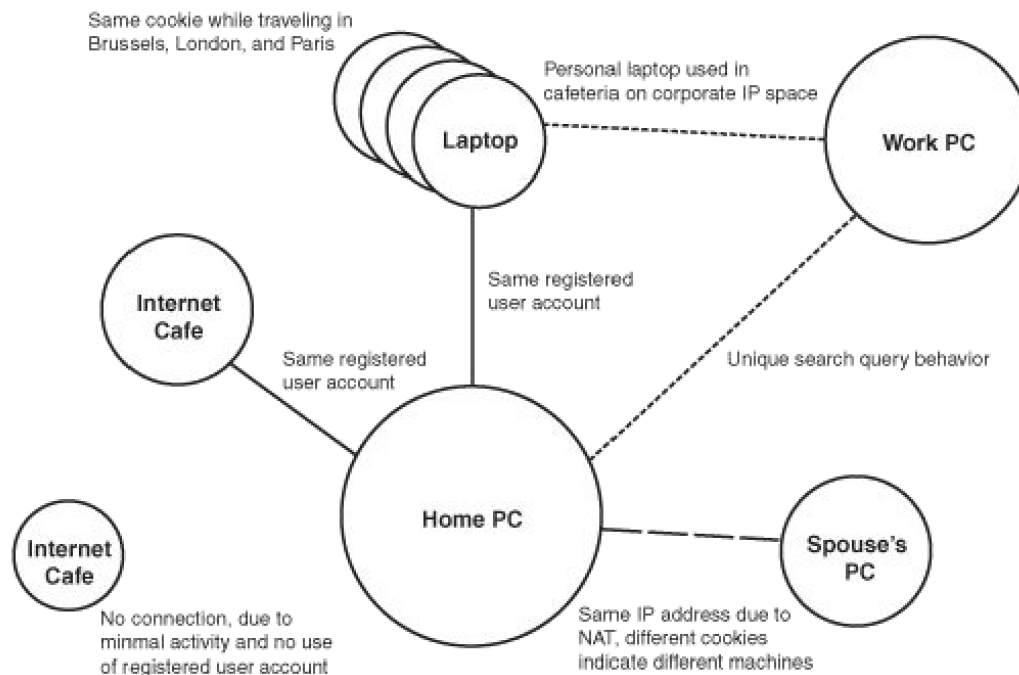 Same cookie while traveling in
Brussels, London, and Paris
Personal laptop used in
cafeteria on corporate IP space
Laptop
Work PC
Same registered
user account
Internet
Cafe
Same registered
user account
Unique search query behavior
Home PC
Spouse's
PC
Internet
Cafe
No connection, due to
minmal activity and no use
of registered user account
Same IP address due to
NAT, different cookies
indicate different machines